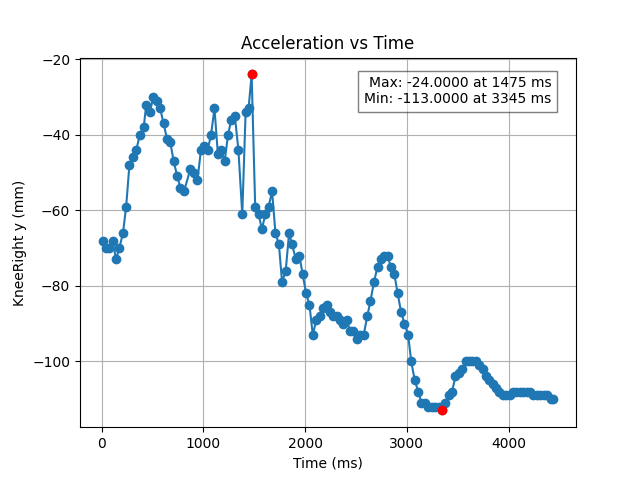 Acceleration vs Time
Max: -24.0000 at 1475 ms
Min: -113.0000 at 3345 ms
KneeRight y (mm)
−20
−40
−60
−80
−100
0
1000
2000
3000
4000
Time (ms)